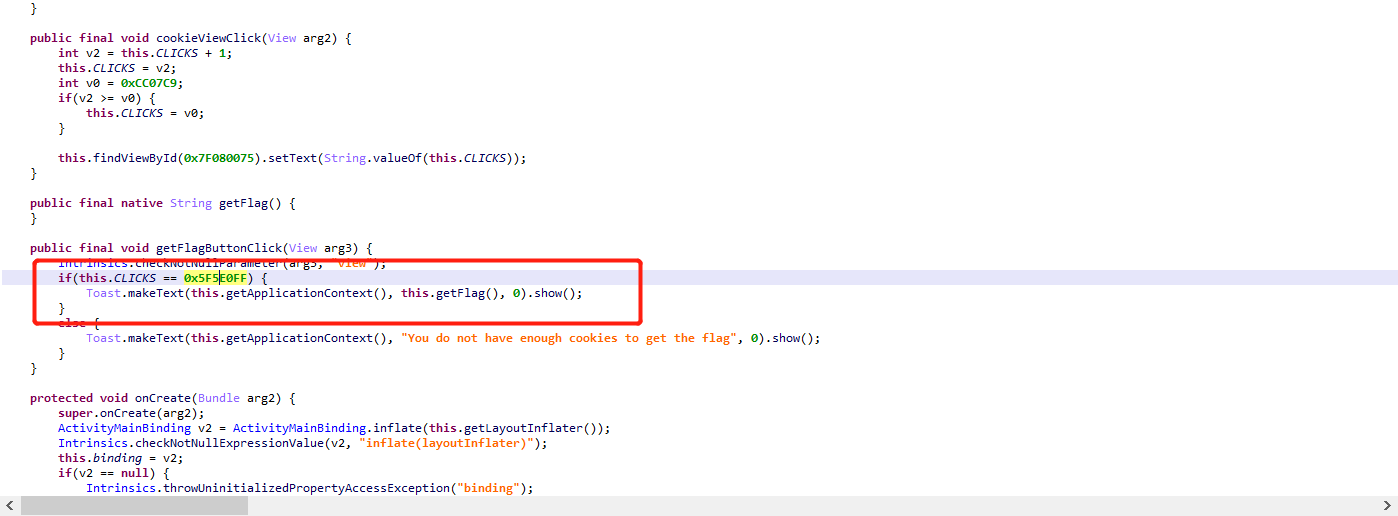 }
public final void cookieViewClick(View arg2) {
int v2 = this.CLICKS + 1;
this.CLICKS = v2;
int v0 = 0xCC07C9;
if(v2 >= v0) {
this.CLICKS = v0;
}
this.findViewById(0x7F080075).setText(String.valueOf(this.CLICKS));
}
public final native String getFlag() {
}
public final void getFlagButtonClick(View arg3) {
Intrinsics.checkNotNullParameter(arg3, "view");
if(this.CLICKS == 0x5F5E0FF) {
Toast.makeText(this.getApplicationContext(), this.getFlag(), 0).show();
}
else {
Toast.makeText(this.getApplicationContext(), "You do not have enough cookies to get the flag", 0).show();
}
}
protected void onCreate(Bundle arg2) {
super.onCreate(arg2);
ActivityMainBinding v2 = ActivityMainBinding.inflate(this.getLayoutInflater());
Intrinsics.checkNotNullExpressionValue(v2, "inflate(layoutInflater)");
this.binding = v2;
if(v2 == null) {
Intrinsics.throwUninitializedPropertyAccessException("binding");